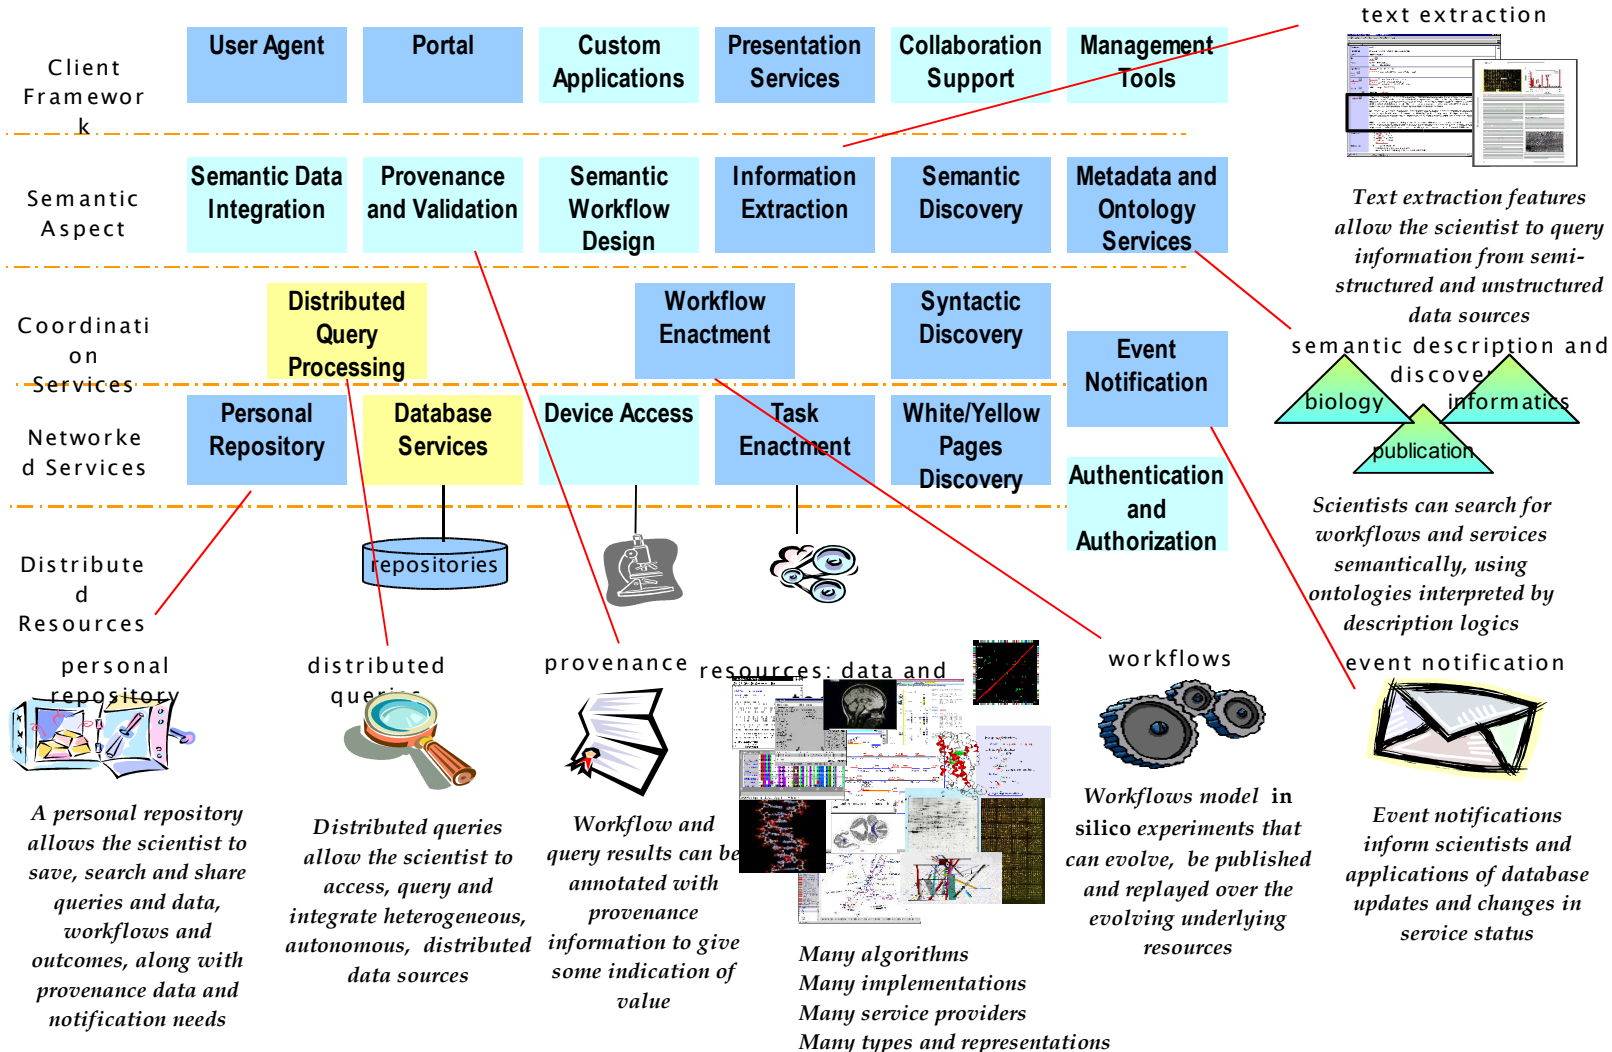 text extraction
User Agent
Portal
Custom
Applications
Presentation
Services
Collaboration
Support
Management
Tools
Client
Framewor
k
Semantic Data
Integration
Provenance
and Validation
Semantic
Workflow
Design
Information
Extraction
Semantic
Discovery
Metadata and
Ontology
Services
Semantic
Aspect
Text extraction features
allow the scientist to query
information from semi-
structured and unstructured
data sources
Distributed
Query
Processing
Workflow
Enactment
Syntactic
Discovery
Event
Notification
Coordinati
on
Services
semantic description and
discovery
biology
informatics
publication
Personal
Repository
Database
Services
Device Access
Task
Enactment
White/Yellow
Pages
Discovery
Networke
d Services
Authentication
and
Authorization
Scientists can search for
workflows and services
semantically, using
ontologies interpreted by
description logics
repositories
Distribute
d
Resources
personal
repository
distributed
queries
provenance
resources: data and
workflows
event notification
A personal repository
allows the scientist to
save, search and share
queries and data,
workflows and
outcomes, along with
provenance data and
notification needs
Distributed queries
allow the scientist to
access, query and
integrate heterogeneous,
autonomous, distributed
data sources
Workflow and
query results can be
annotated with
provenance
information to give
some indication of
value
Many algorithms
Many implementations
Many service providers
Many types and representations
Workflows model in
silico experiments that
can evolve, be published
and replayed over the
evolving underlying
resources
Event notifications
inform scientists and
applications of database
updates and changes in
service status